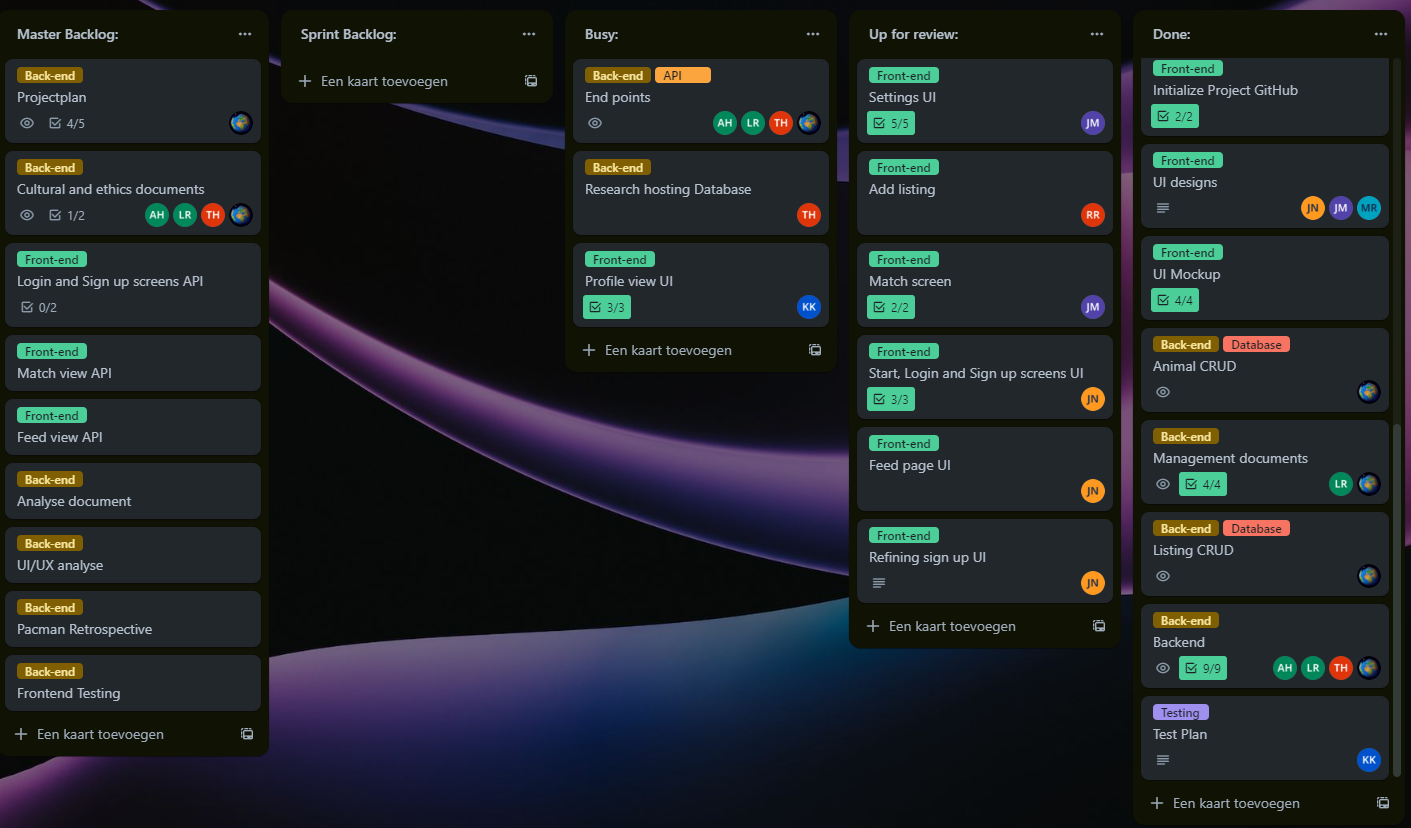 Master Backlog:
Back-end
Projectplan
4/5
Back-end
Cultural and ethics documents
1/2
AH LR TH
Front-end
Login and Sign up screens API
0/2
Front-end
Match view API
Front-end
Feed view API
Back-end
Analyse document
Back-end
UI/UX analyse
Back-end
Pacman Retrospective
Back-end
Frontend Testing
Een kaart toevoegen
Sprint Backlog:
Een kaart toevoegen
Busy:
Back-end API
End points
AH LR TH
Back-end
Research hosting Database
TH
Front-end
Profile view UI
3/3
KK
Een kaart toevoegen
Up for review:
Front-end
Settings UI
5/5
JM
Front-end
Add listing
RR
Front-end
Match screen
2/2
JM
Front-end
Start, Login and Sign up screens UI
3/3
JN
Front-end
Feed page UI
JN
Front-end
Refining sign up UI
JN
Een kaart toevoegen
Done:
Front-end
Initialize Project GitHub
2/2
Front-end
UI designs
JN JM MR
Front-end
UI Mockup
4/4
Back-end Database
Animal CRUD
Back-end
Management documents
4/4
LR
Back-end Database
Listing CRUD
Back-end
Backend
9/9
AH LR TH
Testing
Test Plan
KK
Een kaart toevoegen